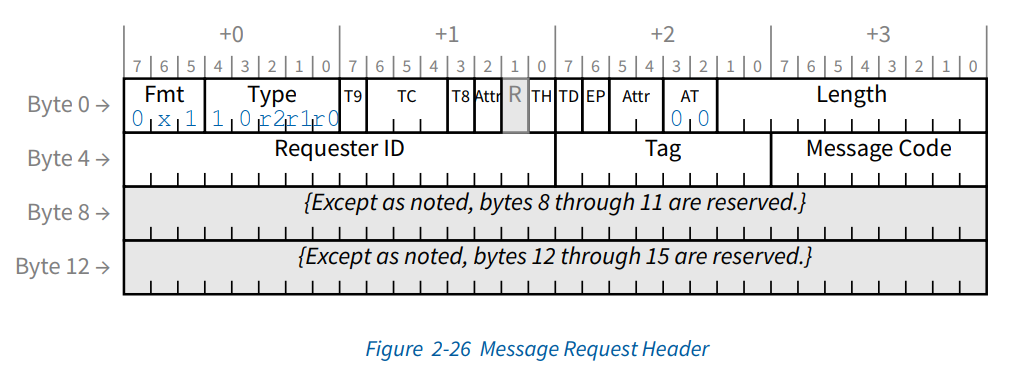 +0 +1 +2 +3
7 6 5 4 3 2 1 0 7 6 5 4 3 2 1 0 7 6 5 4 3 2 1 0 7 6 5 4 3 2 1 0
Byte 0 → Fmt Type T9 TC T8 Attr R TH TD EP Attr AT Length
0 x 1 1 0 r2 r1 r0 0 0
Byte 4 → Requester ID Tag Message Code
Byte 8 → {Except as noted, bytes 8 through 11 are reserved.}
Byte 12 → {Except as noted, bytes 12 through 15 are reserved.}
Figure 2-26 Message Request Header